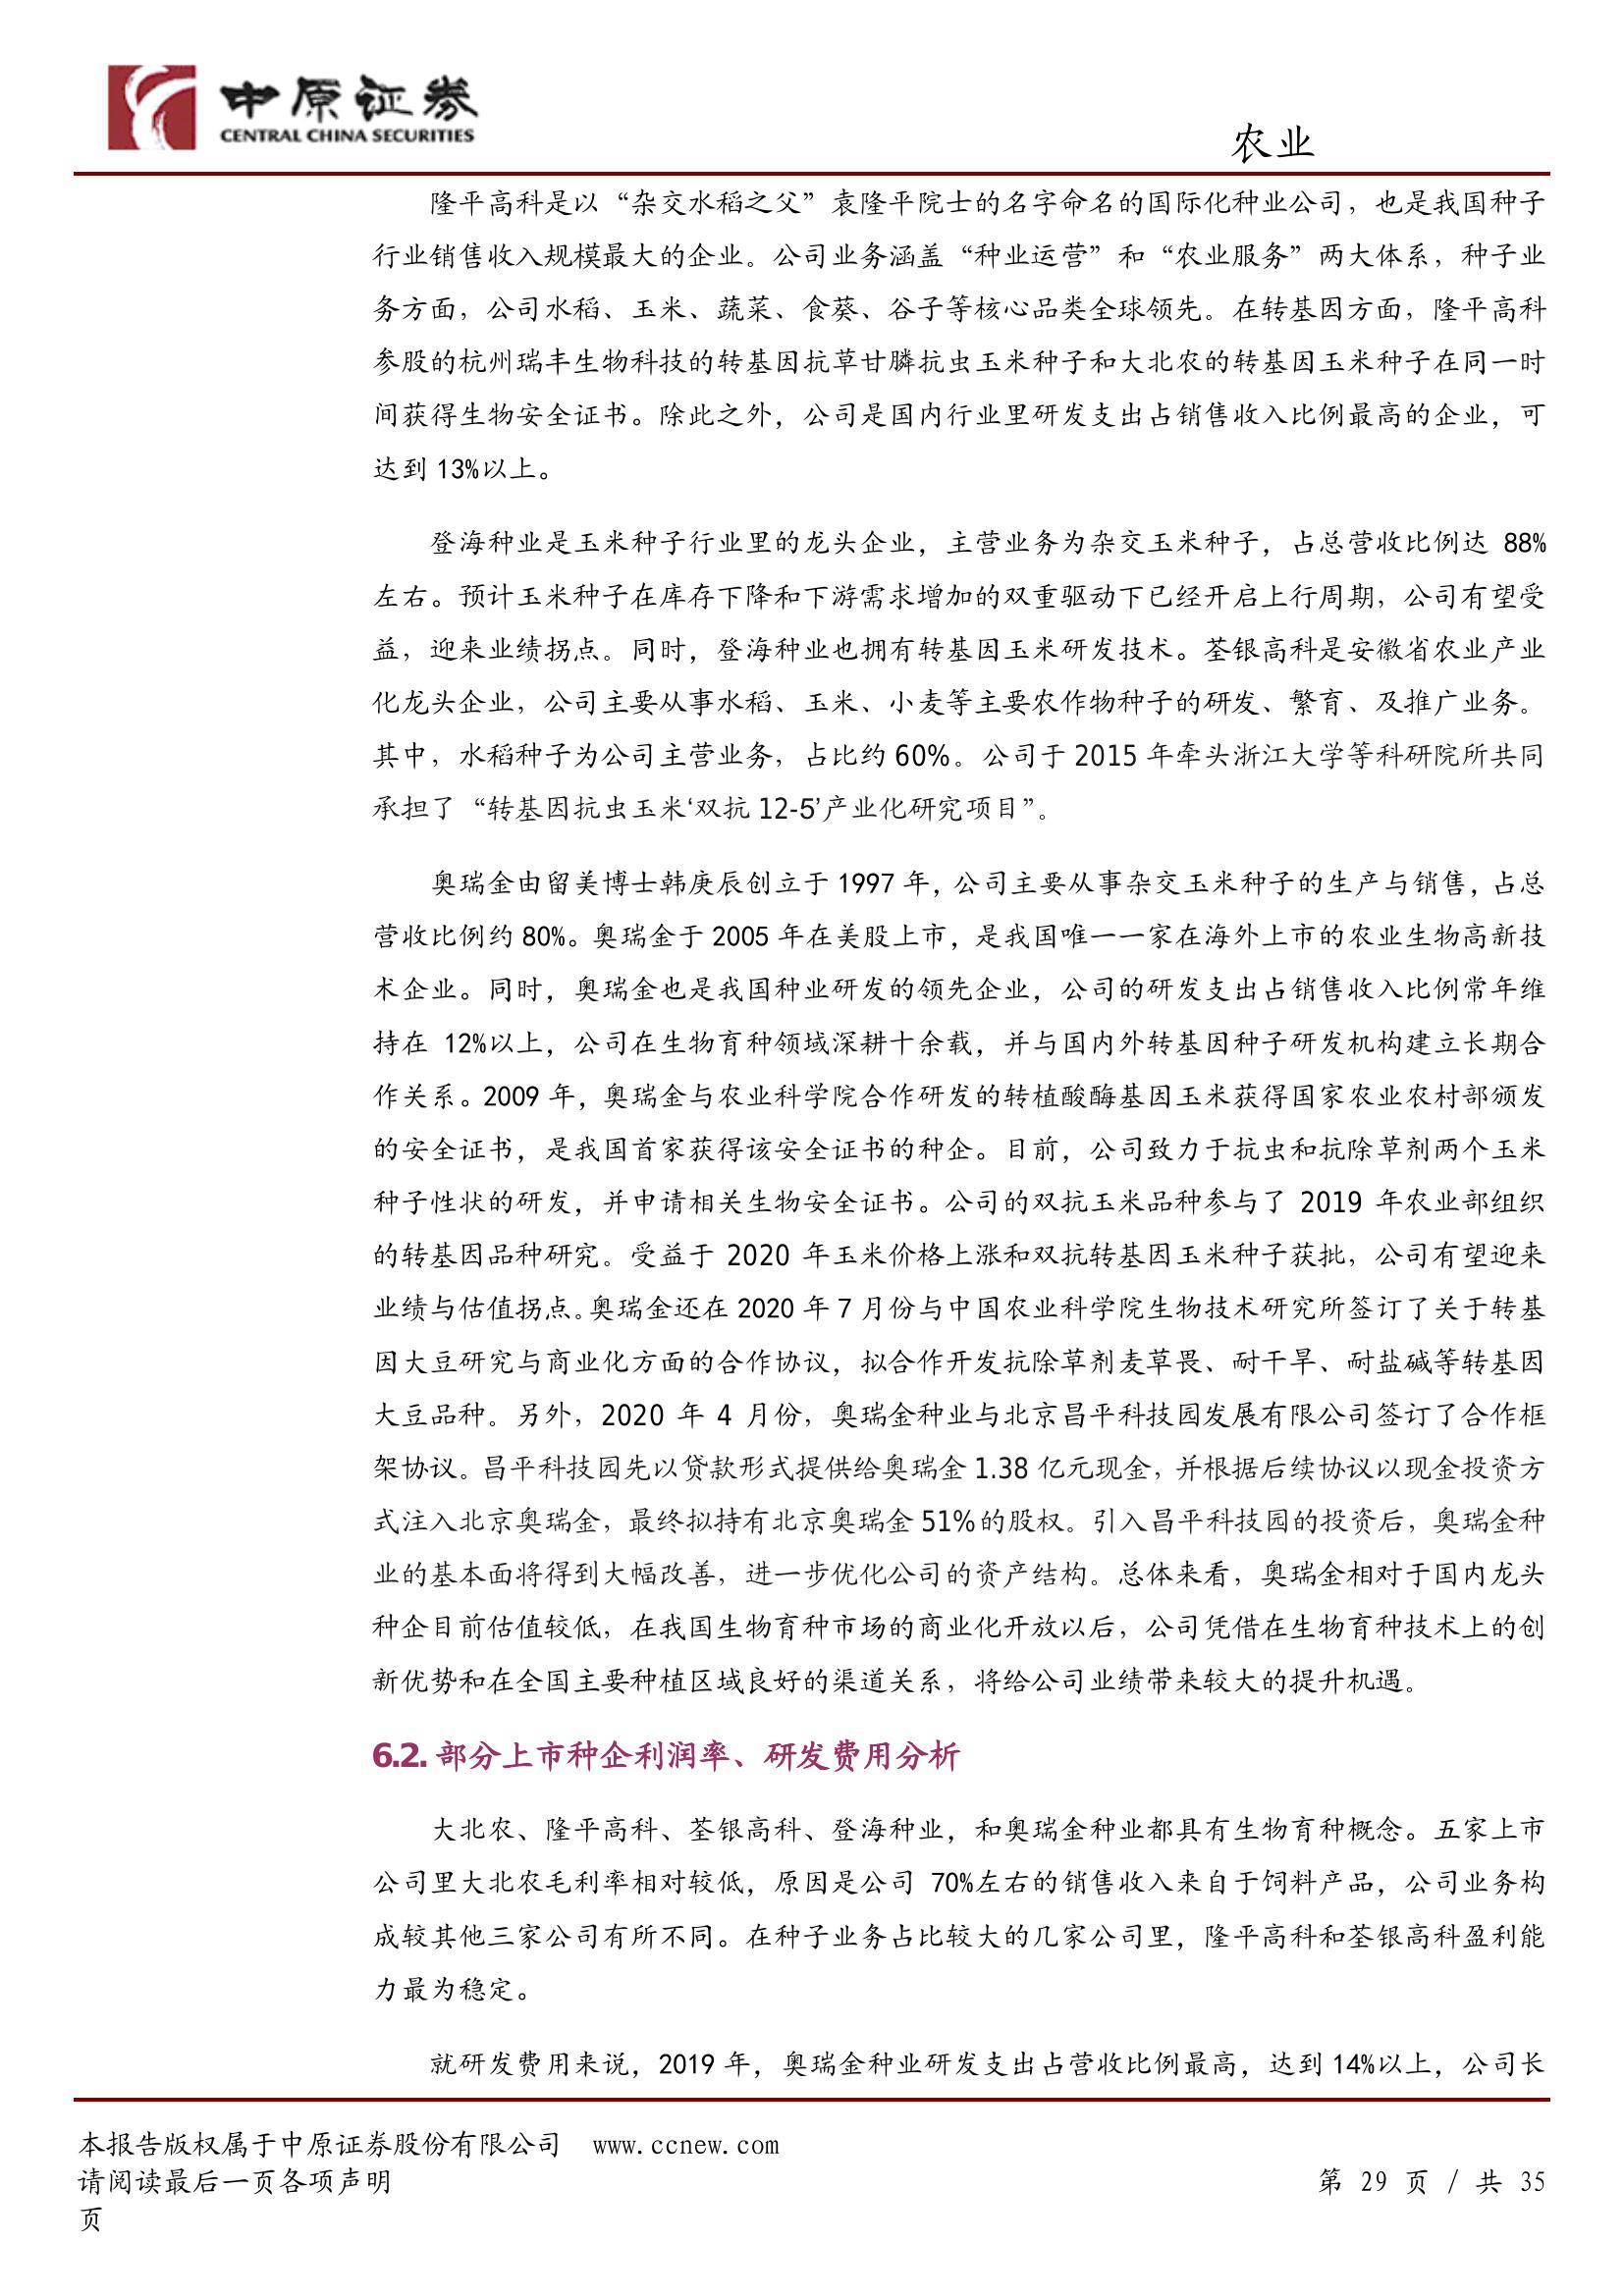 中原证券
CENTRAL CHINA SECURITIES
农业
隆平高科是以“杂交水稻之父”袁隆平院士的名字命名的国际化种业公司，也是我国种子
行业销售收入规模最大的企业。公司业务涵盖“种业运营”和“农业服务”两大体系，种子业
务方面，公司水稻、玉米、蔬菜、食葵、谷子等核心品类全球领先。在转基因方面，隆平高科
参股的杭州瑞丰生物科技的转基因抗草甘膦抗虫玉米种子和大北农的转基因玉米种子在同一时
间获得生物安全证书。除此之外，公司是国内行业里研发支出占销售收入比例最高的企业，可
达到 13%以上。
登海种业是玉米种子行业里的龙头企业，主营业务为杂交玉米种子，占总营收比例达 88%
左右。预计玉米种子在库存下降和下游需求增加的双重驱动下已经开启上行周期，公司有望受
益，迎来业绩拐点。同时，登海种业也拥有转基因玉米研发技术。荃银高科是安徽省农业产业
化龙头企业，公司主要从事水稻、玉米、小麦等主要农作物种子的研发、繁育、及推广业务。
其中，水稻种子为公司主营业务，占比约 60%。公司于 2015 年牵头浙江大学等科研院所共同
承担了“转基因抗虫玉米‘双抗 12-5’产业化研究项目”。
奥瑞金由留美博士韩庚辰创立于 1997 年，公司主要从事杂交玉米种子的生产与销售，占总
营收比例约 80%。奥瑞金于 2005 年在美股上市，是我国唯一一家在海外上市的农业生物高新技
术企业。同时，奥瑞金也是我国种业研发的领先企业，公司的研发支出占销售收入比例常年维
持在 12%以上，公司在生物育种领域深耕十余载，并与国内外转基因种子研发机构建立长期合
作关系。2009 年，奥瑞金与农业科学院合作研发的转植酸酶基因玉米获得国家农业农村部颁发
的安全证书，是我国首家获得该安全证书的种企。目前，公司致力于抗虫和抗除草剂两个玉米
种子性状的研发，并申请相关生物安全证书。公司的双抗玉米品种参与了 2019 年农业部组织
的转基因品种研究。受益于 2020 年玉米价格上涨和双抗转基因玉米种子获批，公司有望迎来
业绩与估值拐点。奥瑞金还在 2020 年 7 月份与中国农业科学院生物技术研究所签订了关于转基
因大豆研究与商业化方面的合作协议，拟合作开发抗除草剂麦草畏、耐干旱、耐盐碱等转基因
大豆品种。另外，2020 年 4 月份，奥瑞金种业与北京昌平科技园发展有限公司签订了合作框
架协议。昌平科技园先以贷款形式提供给奥瑞金 1.38 亿元现金，并根据后续协议以现金投资方
式注入北京奥瑞金，最终拟持有北京奥瑞金 51%的股权。引入昌平科技园的投资后，奥瑞金种
业的基本面将得到大幅改善，进一步优化公司的资产结构。总体来看，奥瑞金相对于国内龙头
种企目前估值较低，在我国生物育种市场的商业化开放以后，公司凭借在生物育种技术上的创
新优势和在全国主要种植区域良好的渠道关系，将给公司业绩带来较大的提升机遇。
6.2. 部分上市种企利润率、研发费用分析
大北农、隆平高科、荃银高科、登海种业，和奥瑞金种业都具有生物育种概念。五家上市
公司里大北农毛利率相对较低，原因是公司 70%左右的销售收入来自于饲料产品，公司业务构
成较其他三家公司有所不同。在种子业务占比较大的几家公司里，隆平高科和荃银高科盈利能
力最为稳定。
就研发费用来说，2019 年，奥瑞金种业研发支出占营收比例最高，达到 14%以上，公司长
本报告版权属于中原证券股份有限公司 www.ccnew.com
请阅读最后一页各项声明 第 29 页 / 共 35
页